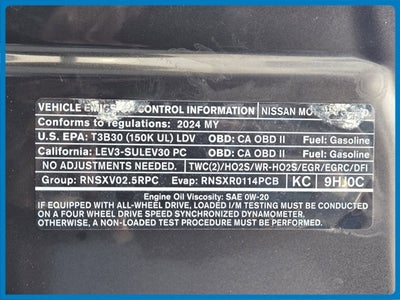 VEHICLE EMISSION CONTROL INFORMATION NISSAN MO
Conforms to regulations: 2024 MY
U.S. EPA: T3B30 (150K UL) LDV OBD: CA OBD II Fuel: Gasoline
California: LEV3-SULEV30 PC OBD: CA OBD II Fuel: Gasoline
NO ADJUSTMENTS NEEDED. TWC(2)/HO2S/WR-HO2S/EGR/EGRC/DFI
Group: RNSXV02.5RPC Evap: RNSXR0114PCB KC 9HJ0C
Engine Oil Viscosity: SAE 0W-20
IF EQUIPPED WITH ALL-WHEEL DRIVE, LOADED I/M TESTING MUST BE CONDUCTED
ON A FOUR WHEEL DRIVE SPEED SYNCHRONIZED DYNAMOMETER.
OTHERWISE, A NON-LOADED TEST PROCEDURE MUST BE PERFORMED.